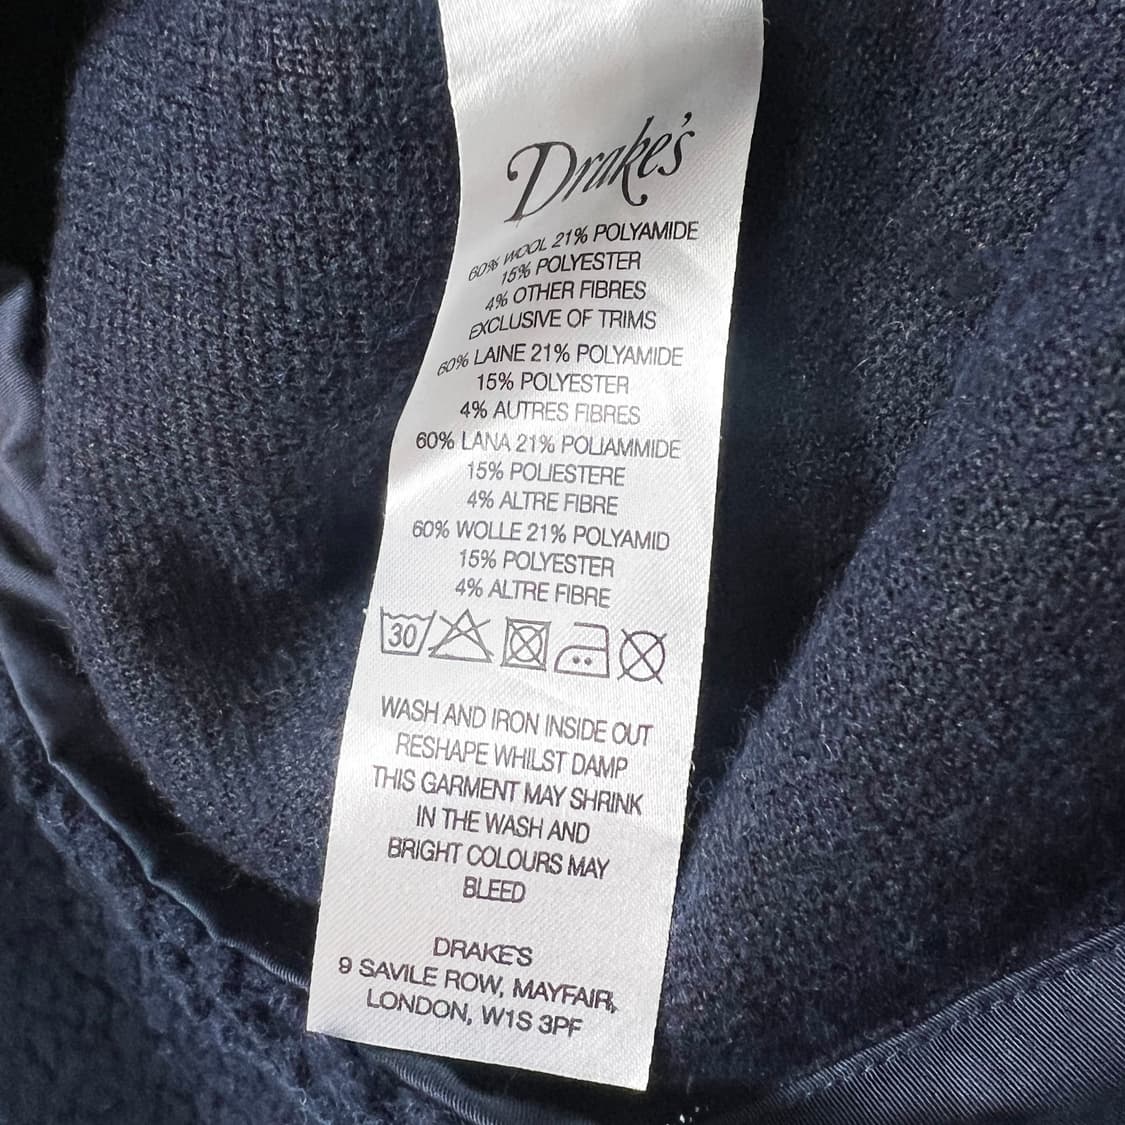 Drake's
60% WOOL 21% POLYAMIDE
15% POLYESTER
4% OTHER FIBRES
EXCLUSIVE OF TRIMS
60% LAINE 21% POLYAMIDE
15% POLYESTER
4% AUTRES FIBRES
60% LANA 21% POLIAMMIDE
15% POLIESTERE
4% ALTRE FIBRE
60% WOLLE 21% POLYAMID
15% POLYESTER
4% ALTRE FIBRE
30
WASH AND IRON INSIDE OUT
RESHAPE WHILST DAMP
THIS GARMENT MAY SHRINK
IN THE WASH AND
BRIGHT COLOURS MAY
BLEED
DRAKE'S
9 SAVILE ROW, MAYFAIR,
LONDON, W1S 3PF